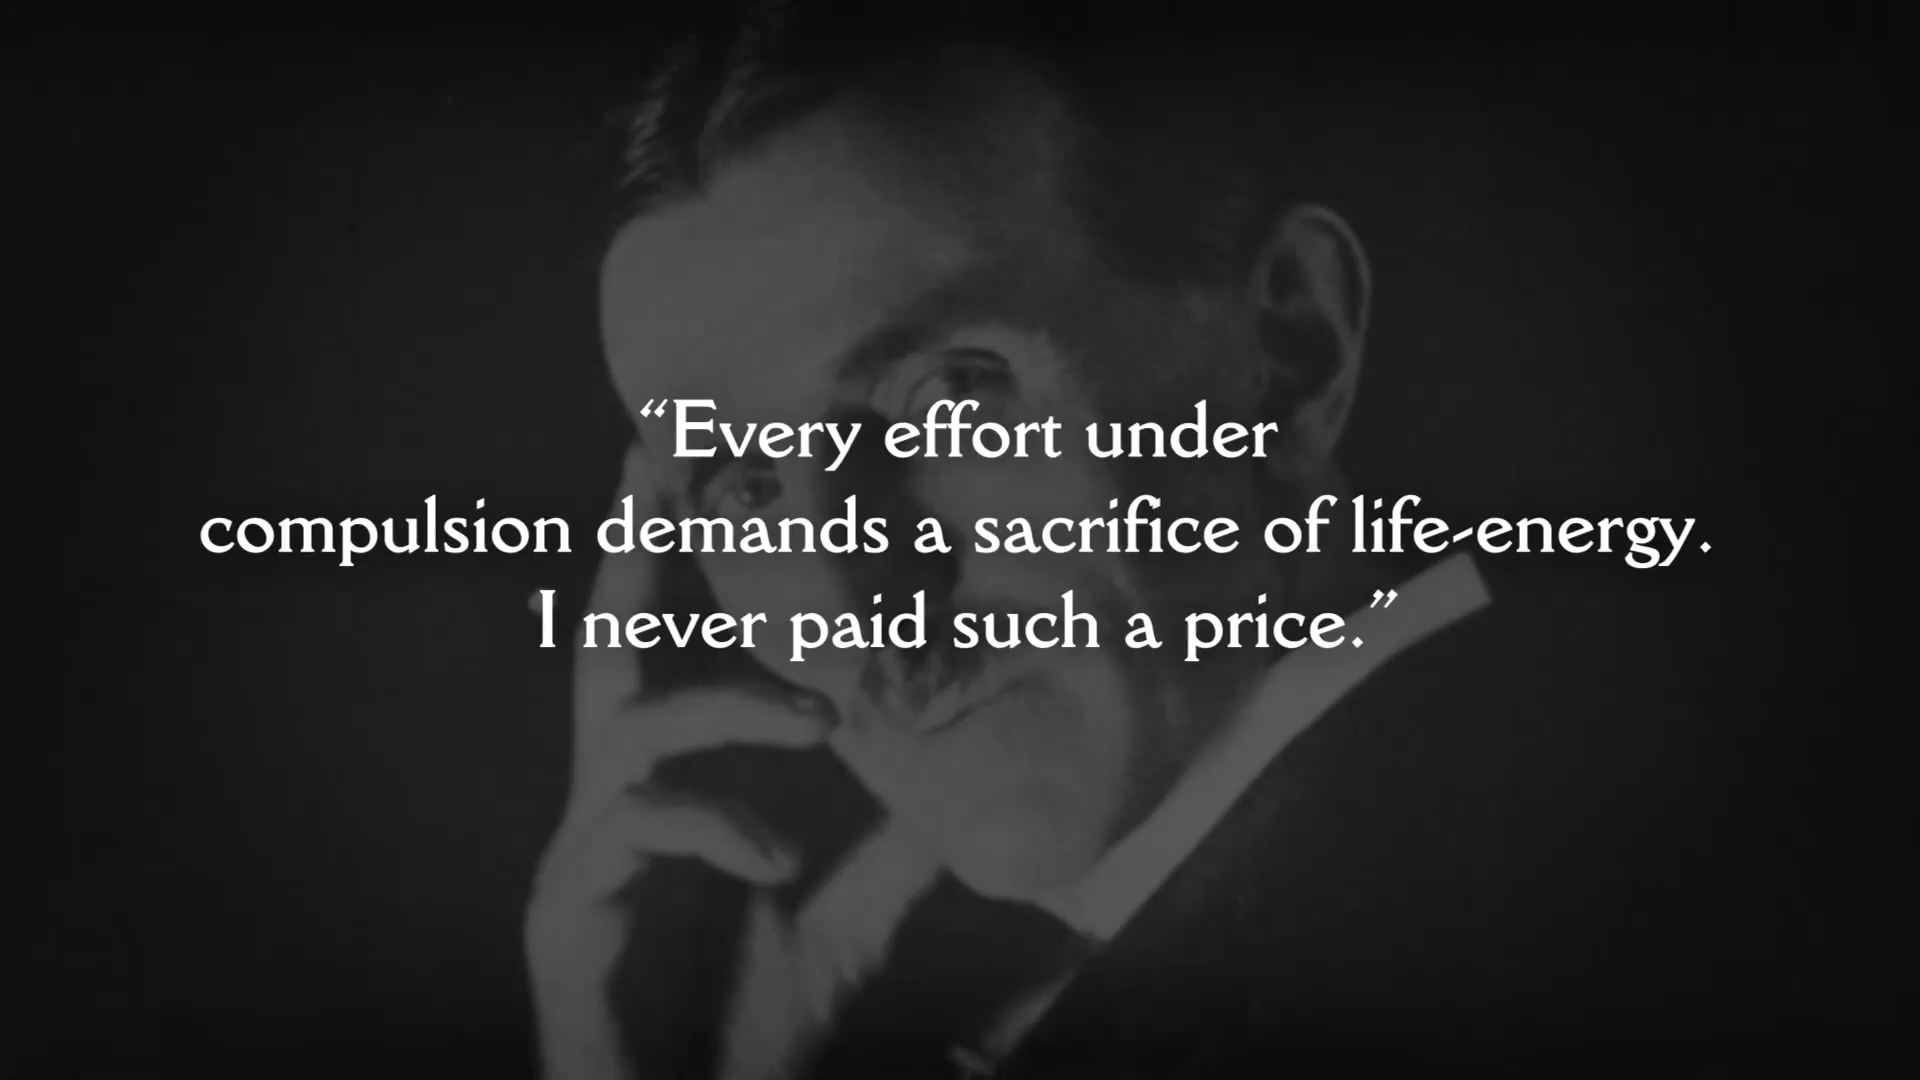 “Every effort under
compulsion demands a sacrifice of life-energy.
I never paid such a price.”